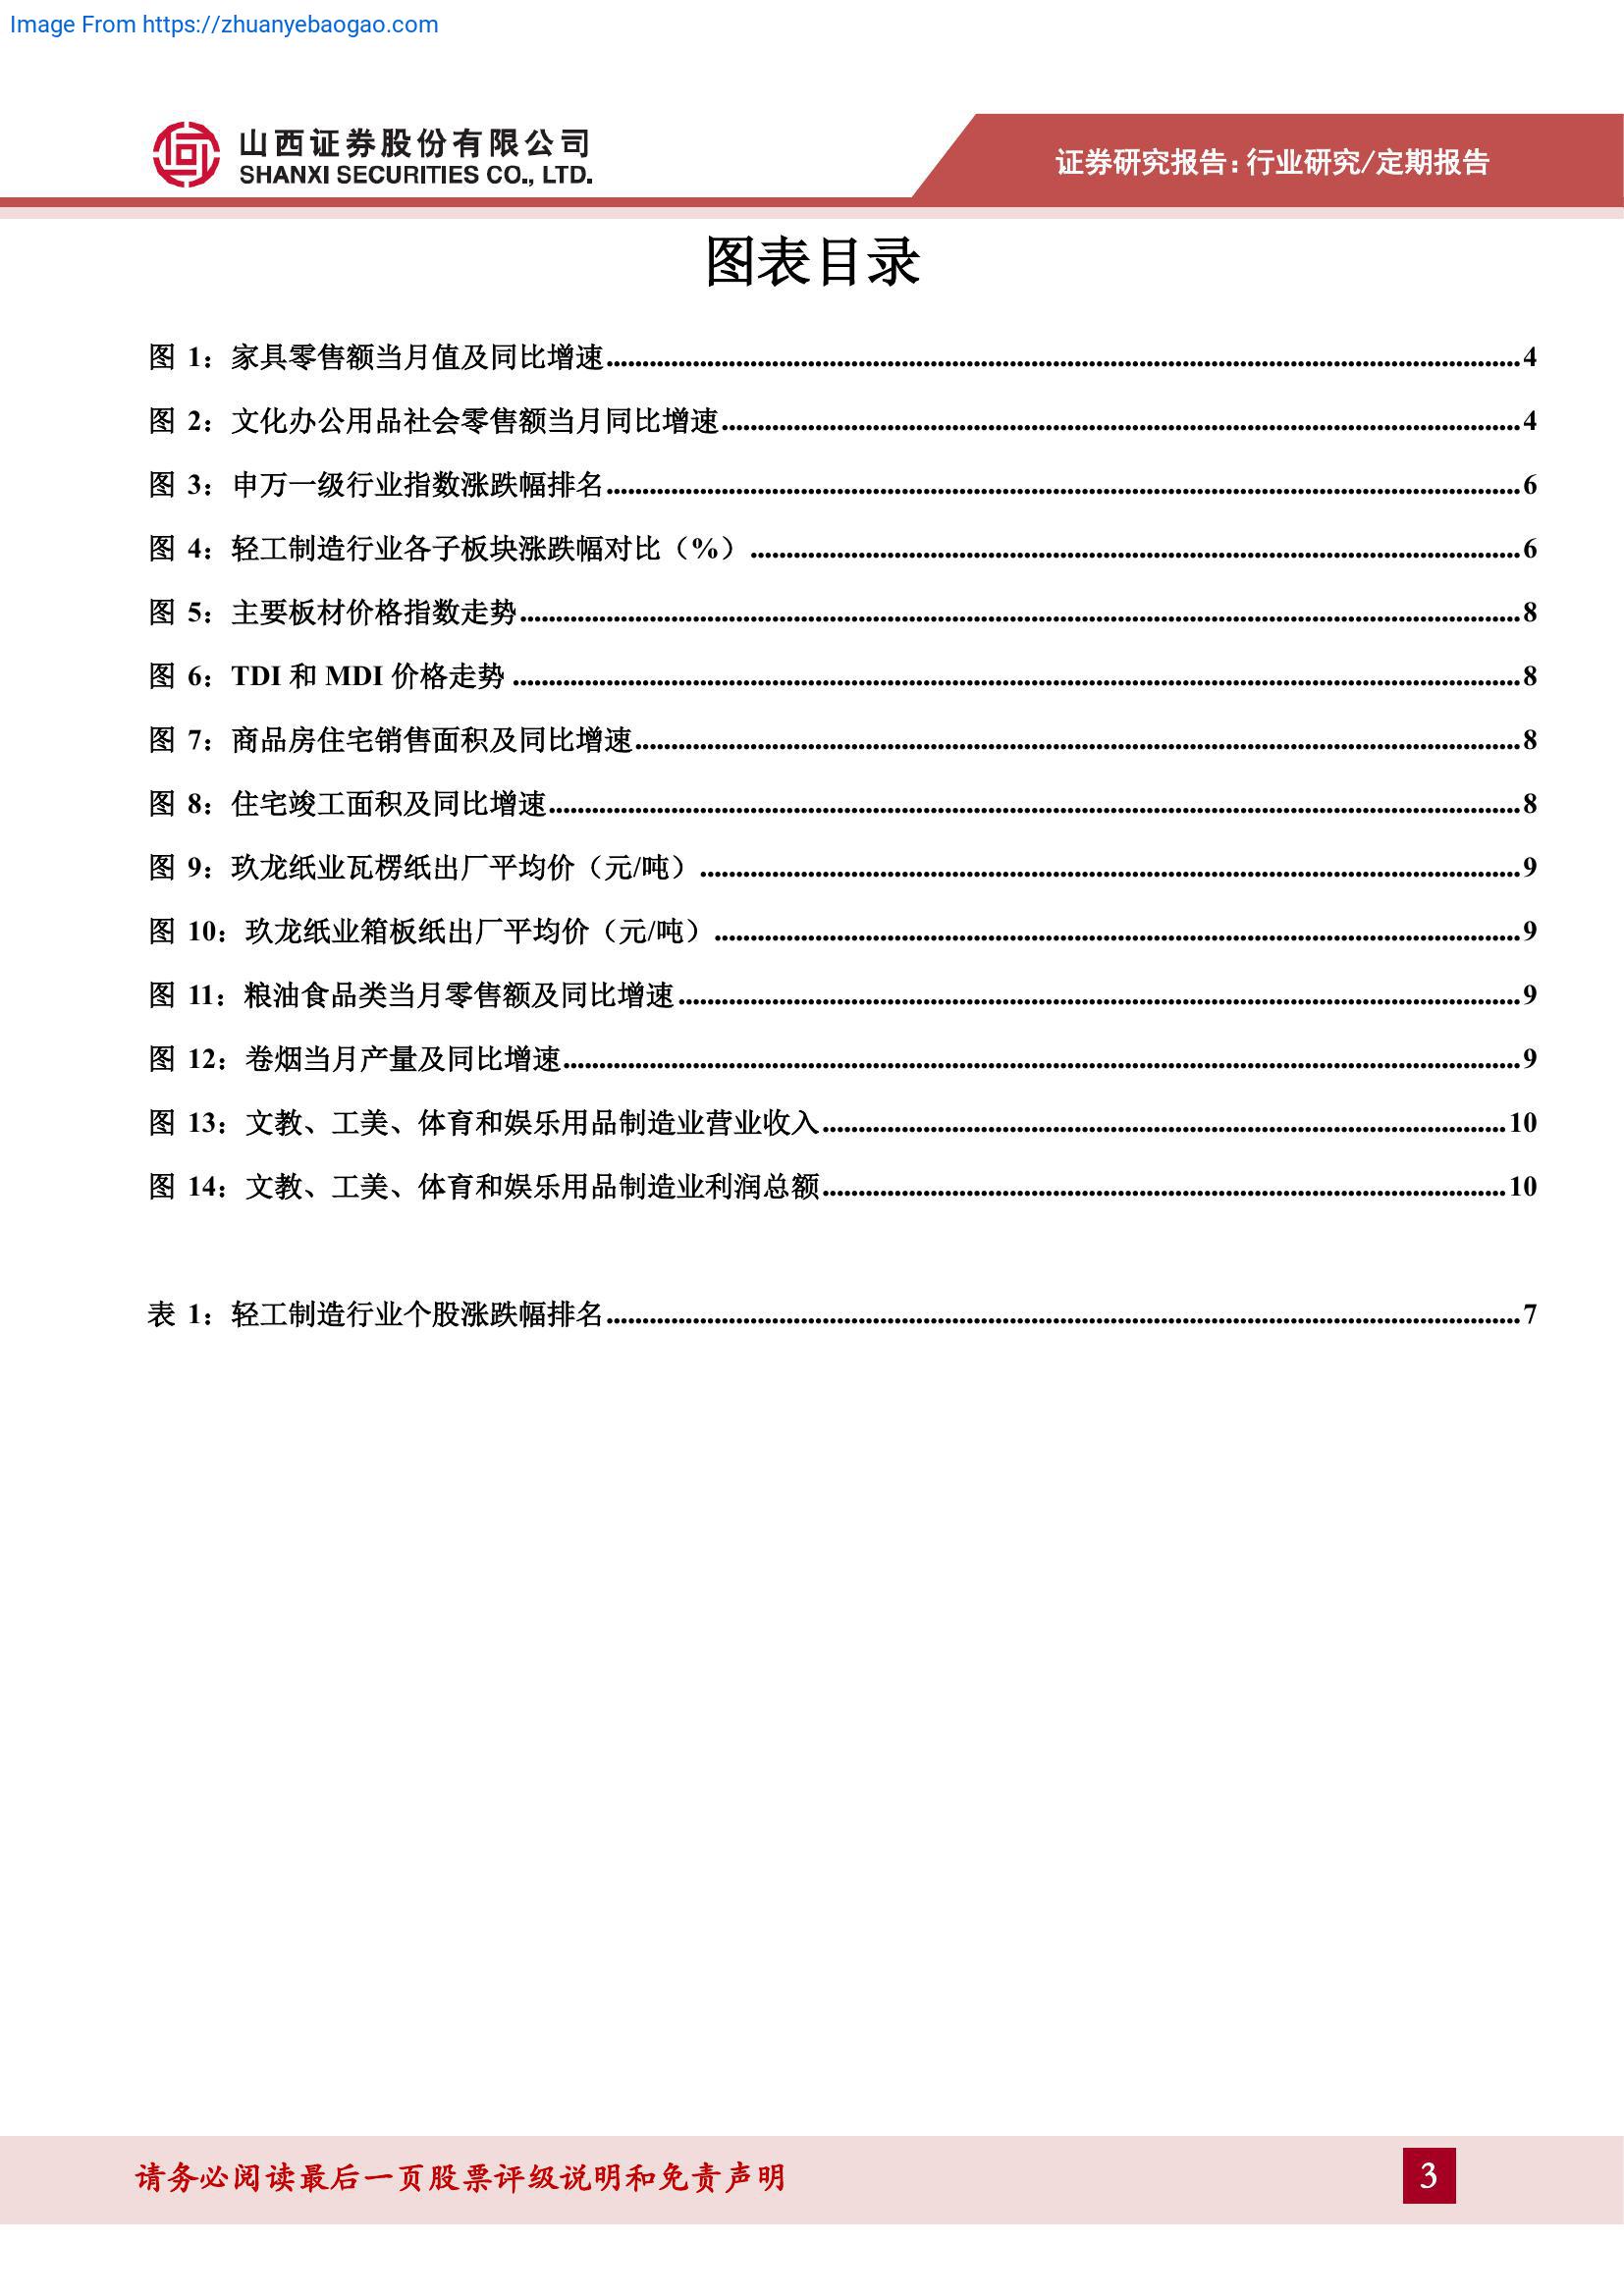 Image From https://zhuanyebaogao.com
山西证券股份有限公司
SHANXI SECURITIES CO., LTD.
证券研究报告:行业研究/定期报告
图表目录
图 1：家具零售额当月值及同比增速....................4
图 2：文化办公用品社会零售额当月同比增速....................4
图 3：申万一级行业指数涨跌幅排名....................6
图 4：轻工制造行业各子板块涨跌幅对比（%）....................6
图 5：主要板材价格指数走势....................8
图 6：TDI 和 MDI 价格走势....................8
图 7：商品房住宅销售面积及同比增速....................8
图 8：住宅竣工面积及同比增速....................8
图 9：玖龙纸业瓦楞纸出厂平均价（元/吨）....................9
图 10：玖龙纸业箱板纸出厂平均价（元/吨）....................9
图 11：粮油食品类当月零售额及同比增速....................9
图 12：卷烟当月产量及同比增速....................9
图 13：文教、工美、体育和娱乐用品制造业营业收入....................10
图 14：文教、工美、体育和娱乐用品制造业利润总额....................10
表 1：轻工制造行业个股涨跌幅排名....................7
请务必阅读最后一页股票评级说明和免责声明
3